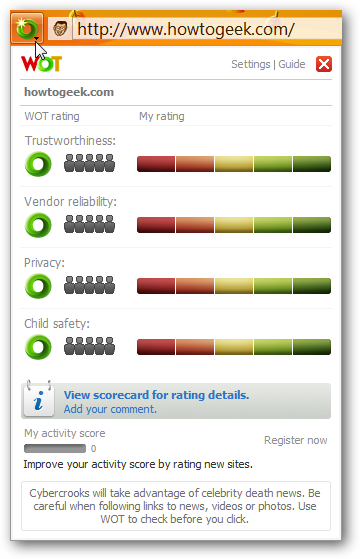 http://www.howtogeek.com/
WOT Settings | Guide
howtogeek.com
WOT rating My rating
Trustworthiness:
Vendor reliability:
Privacy:
Child safety:
View scorecard for rating details.
Add your comment.
My activity score
0 Register now
Improve your activity score by rating new sites.
Cybercrooks will take advantage of celebrity death news. Be
careful when following links to news, videos or photos. Use
WOT to check before you click.